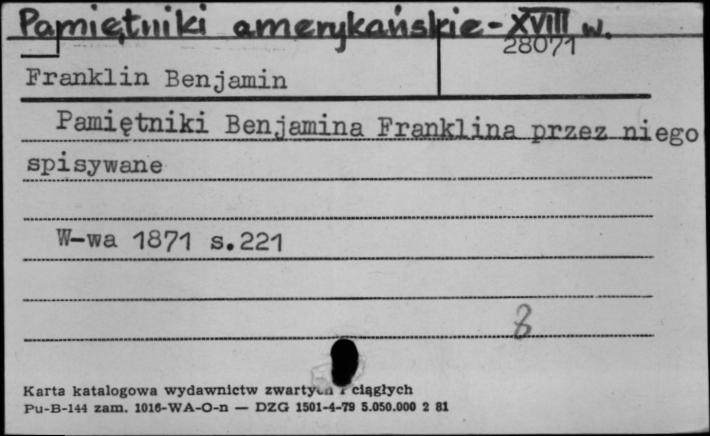 Pamiętniki amerykańskie - XVIII w.
28071
Franklin Benjamin
Pamiętniki Benjamina Franklina przez niego
spisywane
W-wa 1871 s.221
8
Karta katalogowa wydawnictw zwartych i ciągłych
Pu-B-144 zam. 1016-WA-O-n — DZG 1501-4-79 5.050.000 2 81